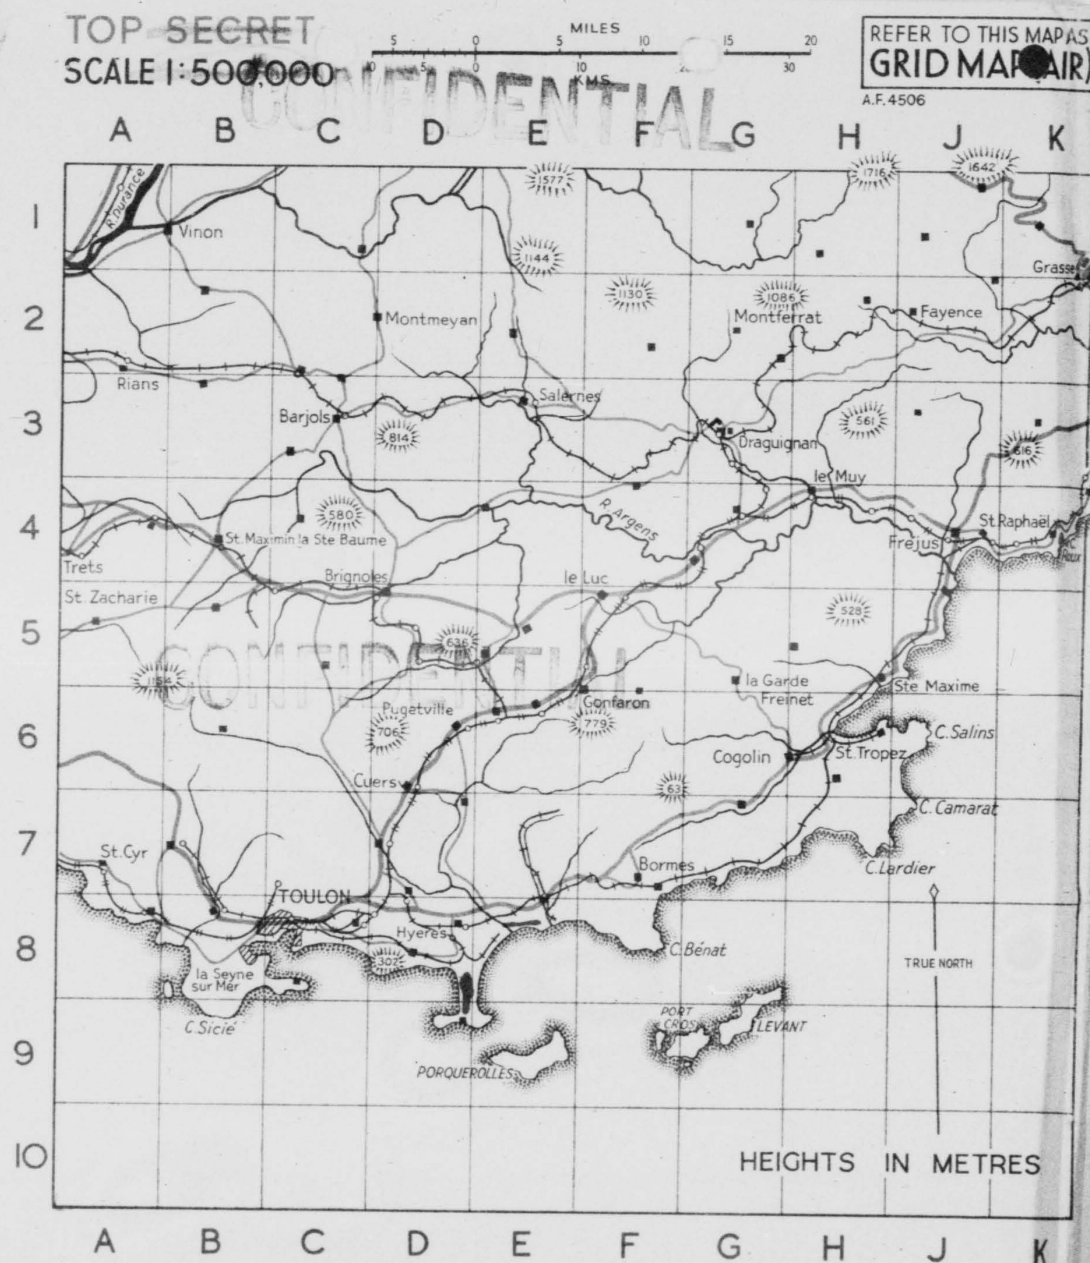 TOP SECRET
SCALE 1:500,000
MILES
5 0 5 10 15 20
10 0 10 20 30
KMS
REFER TO THIS MAP AS
GRID MAP (AIR)
A.F. 4506
CONFIDENTIAL
A B C D E F G H J K
1
R. Durance
1577
1716
1642
Vinon
1144
Grasse
2
1130
1086
Montmeyan
Montferrat
Fayence
Rians
3
Salernes
Barjols
814
561
Draguignan
616
le Muy
4
580
R. Argens
St. Raphaël
St. Maximin la Ste Baume
Fréjus
Trets
Brignoles
le Luc
St. Zacharie
5
528
636
CONFIDENTIAL
1154
la Garde
Freinet
Ste Maxime
Pugetville
Gonfaron
6
706
779
C. Salins
Cogolin
St. Tropez
Cuers
63
C. Camarat
7
St. Cyr
Bormes
C. Lardier
TOULON
8
Hyères
C. Bénat
302
TRUE NORTH
la Seyne
sur Mer
PORT
CROS
LEVANT
C. Sicié
9
PORQUEROLLES
10
HEIGHTS IN METRES
A B C D E F G H J K